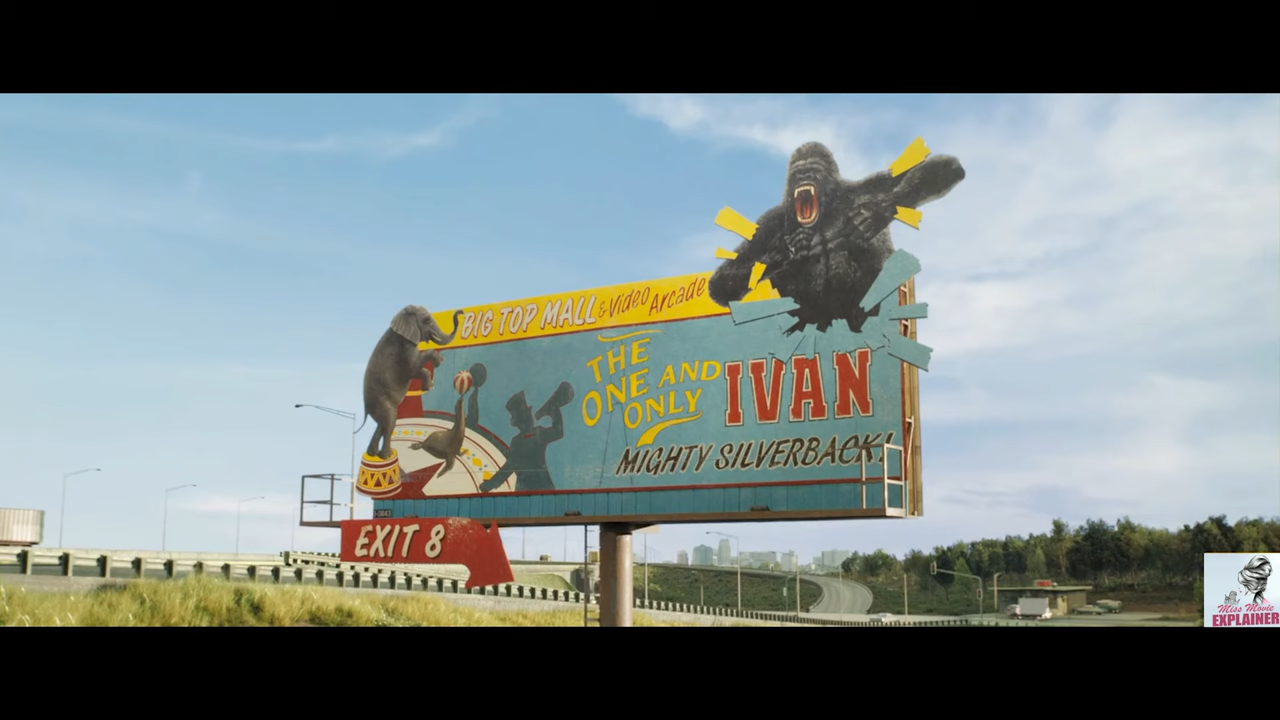 BIG TOP MALL & Video Arcade
THE
ONE AND
ONLY
IVAN
MIGHTY SILVERBACK!
EXIT 8
Miss Movie
EXPLAINER